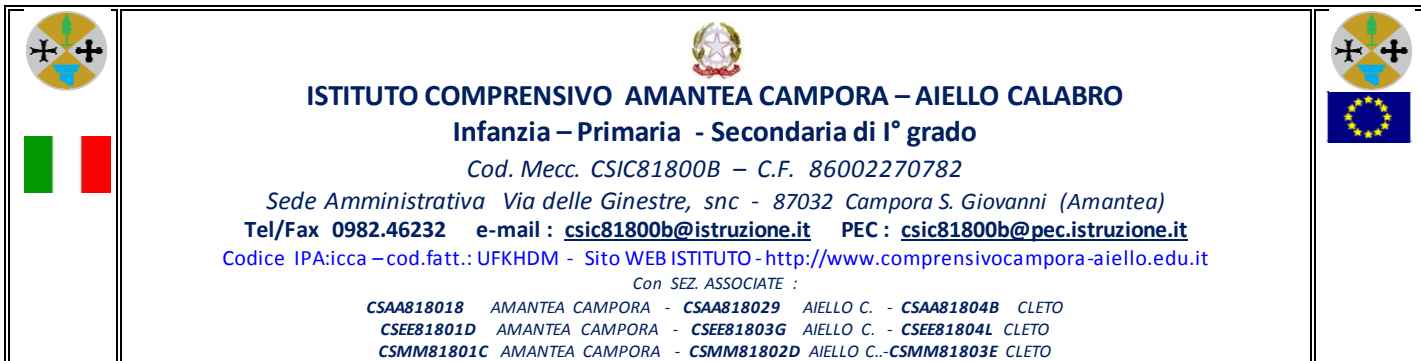 ISTITUTO COMPRENSIVO AMANTEA CAMPORA – AIELLO CALABRO
Infanzia – Primaria - Secondaria di I° grado
Cod. Mecc. CSIC81800B – C.F. 86002270782
Sede Amministrativa Via delle Ginestre, snc - 87032 Campora S. Giovanni (Amantea)
Tel/Fax 0982.46232 e-mail : csic81800b@istruzione.it PEC : csic81800b@pec.istruzione.it
Codice IPA:icca – cod.fatt.: UFKHDM - Sito WEB ISTITUTO - http://www.comprensivocampora-aiello.edu.it
Con SEZ. ASSOCIATE :
CSAA818018 AMANTEA CAMPORA - CSAA818029 AIELLO C. - CSAA81804B CLETO
CSEE81801D AMANTEA CAMPORA - CSEE81803G AIELLO C. - CSEE81804L CLETO
CSMM81801C AMANTEA CAMPORA - CSMM81802D AIELLO C..-CSMM81803E CLETO